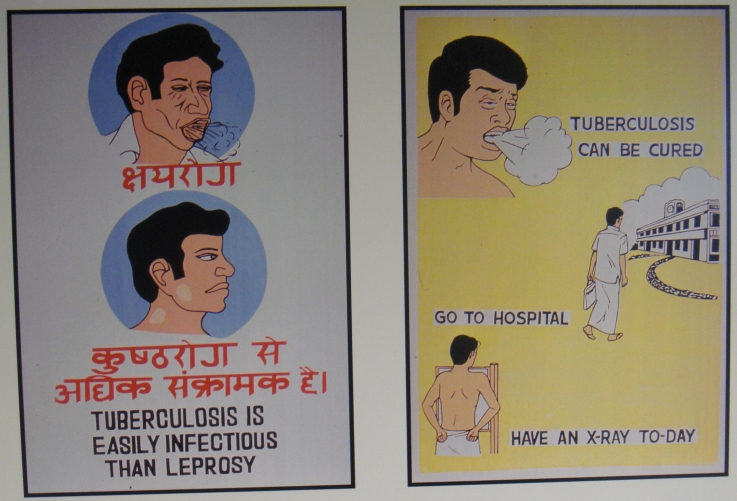 क्षयरोग
कुष्ठरोग से
अधिक संक्रामक है।
TUBERCULOSIS IS
EASILY INFECTIOUS
THAN LEPROSY
TUBERCULOSIS
CAN BE CURED
GO TO HOSPITAL
HAVE AN X-RAY TO-DAY